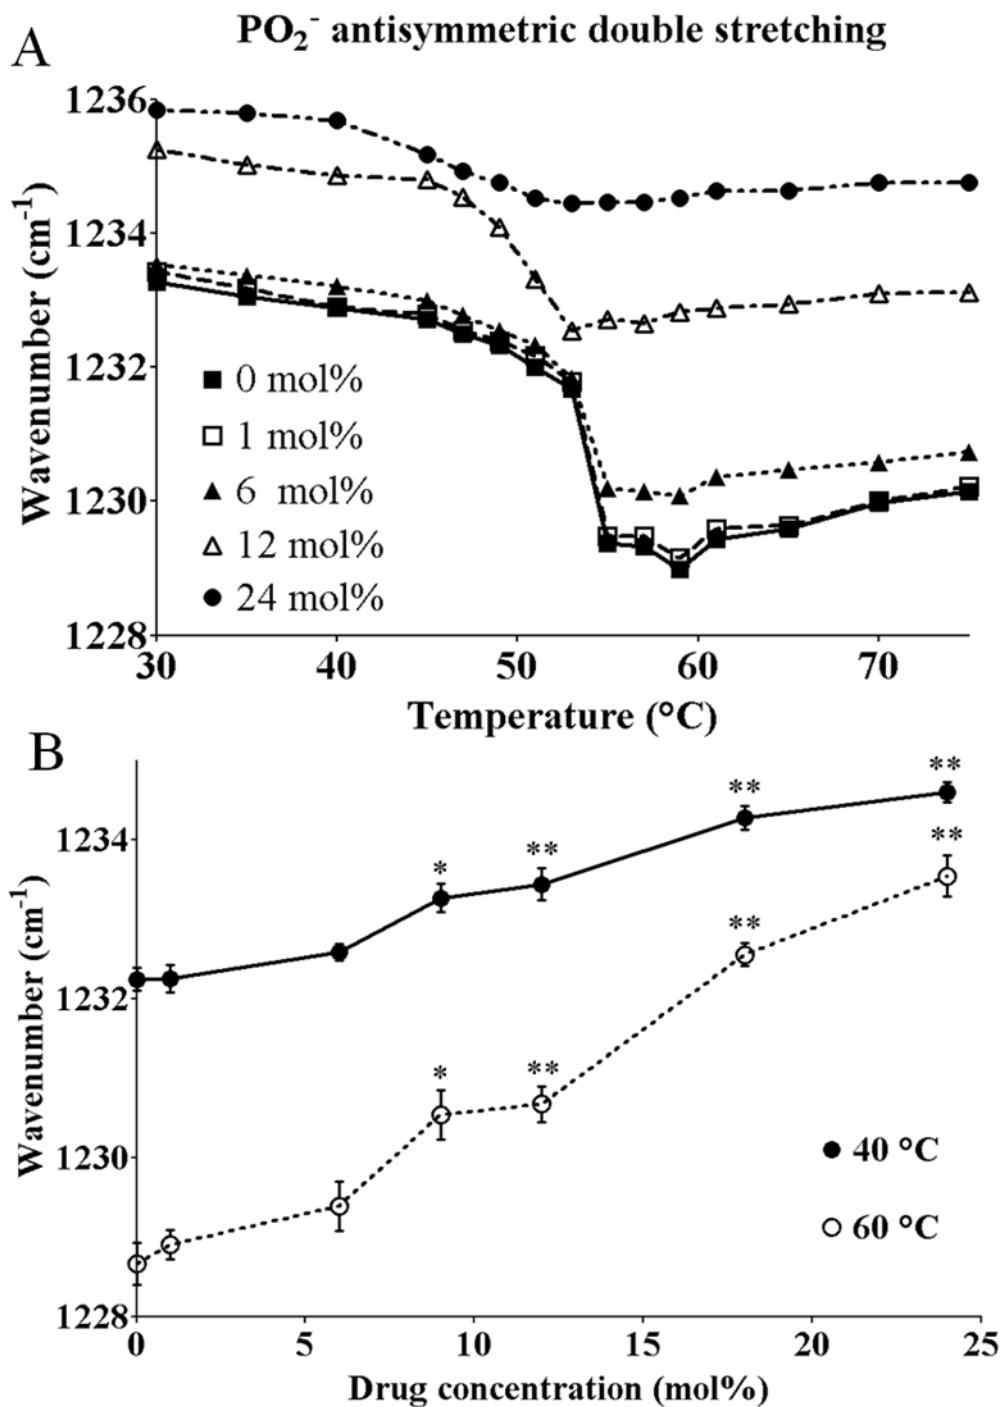 A
PO₂⁻ antisymmetric double stretching
1236
1234
1232
1230
1228
Wavenumber (cm⁻¹)
0 mol%
1 mol%
6 mol%
12 mol%
24 mol%
30 40 50 60 70
Temperature (°C)
B
1234
1232
1230
1228
Wavenumber (cm⁻¹)
* ** ** **
* ** ** **
40 °C
60 °C
0 5 10 15 20 25
Drug concentration (mol%)